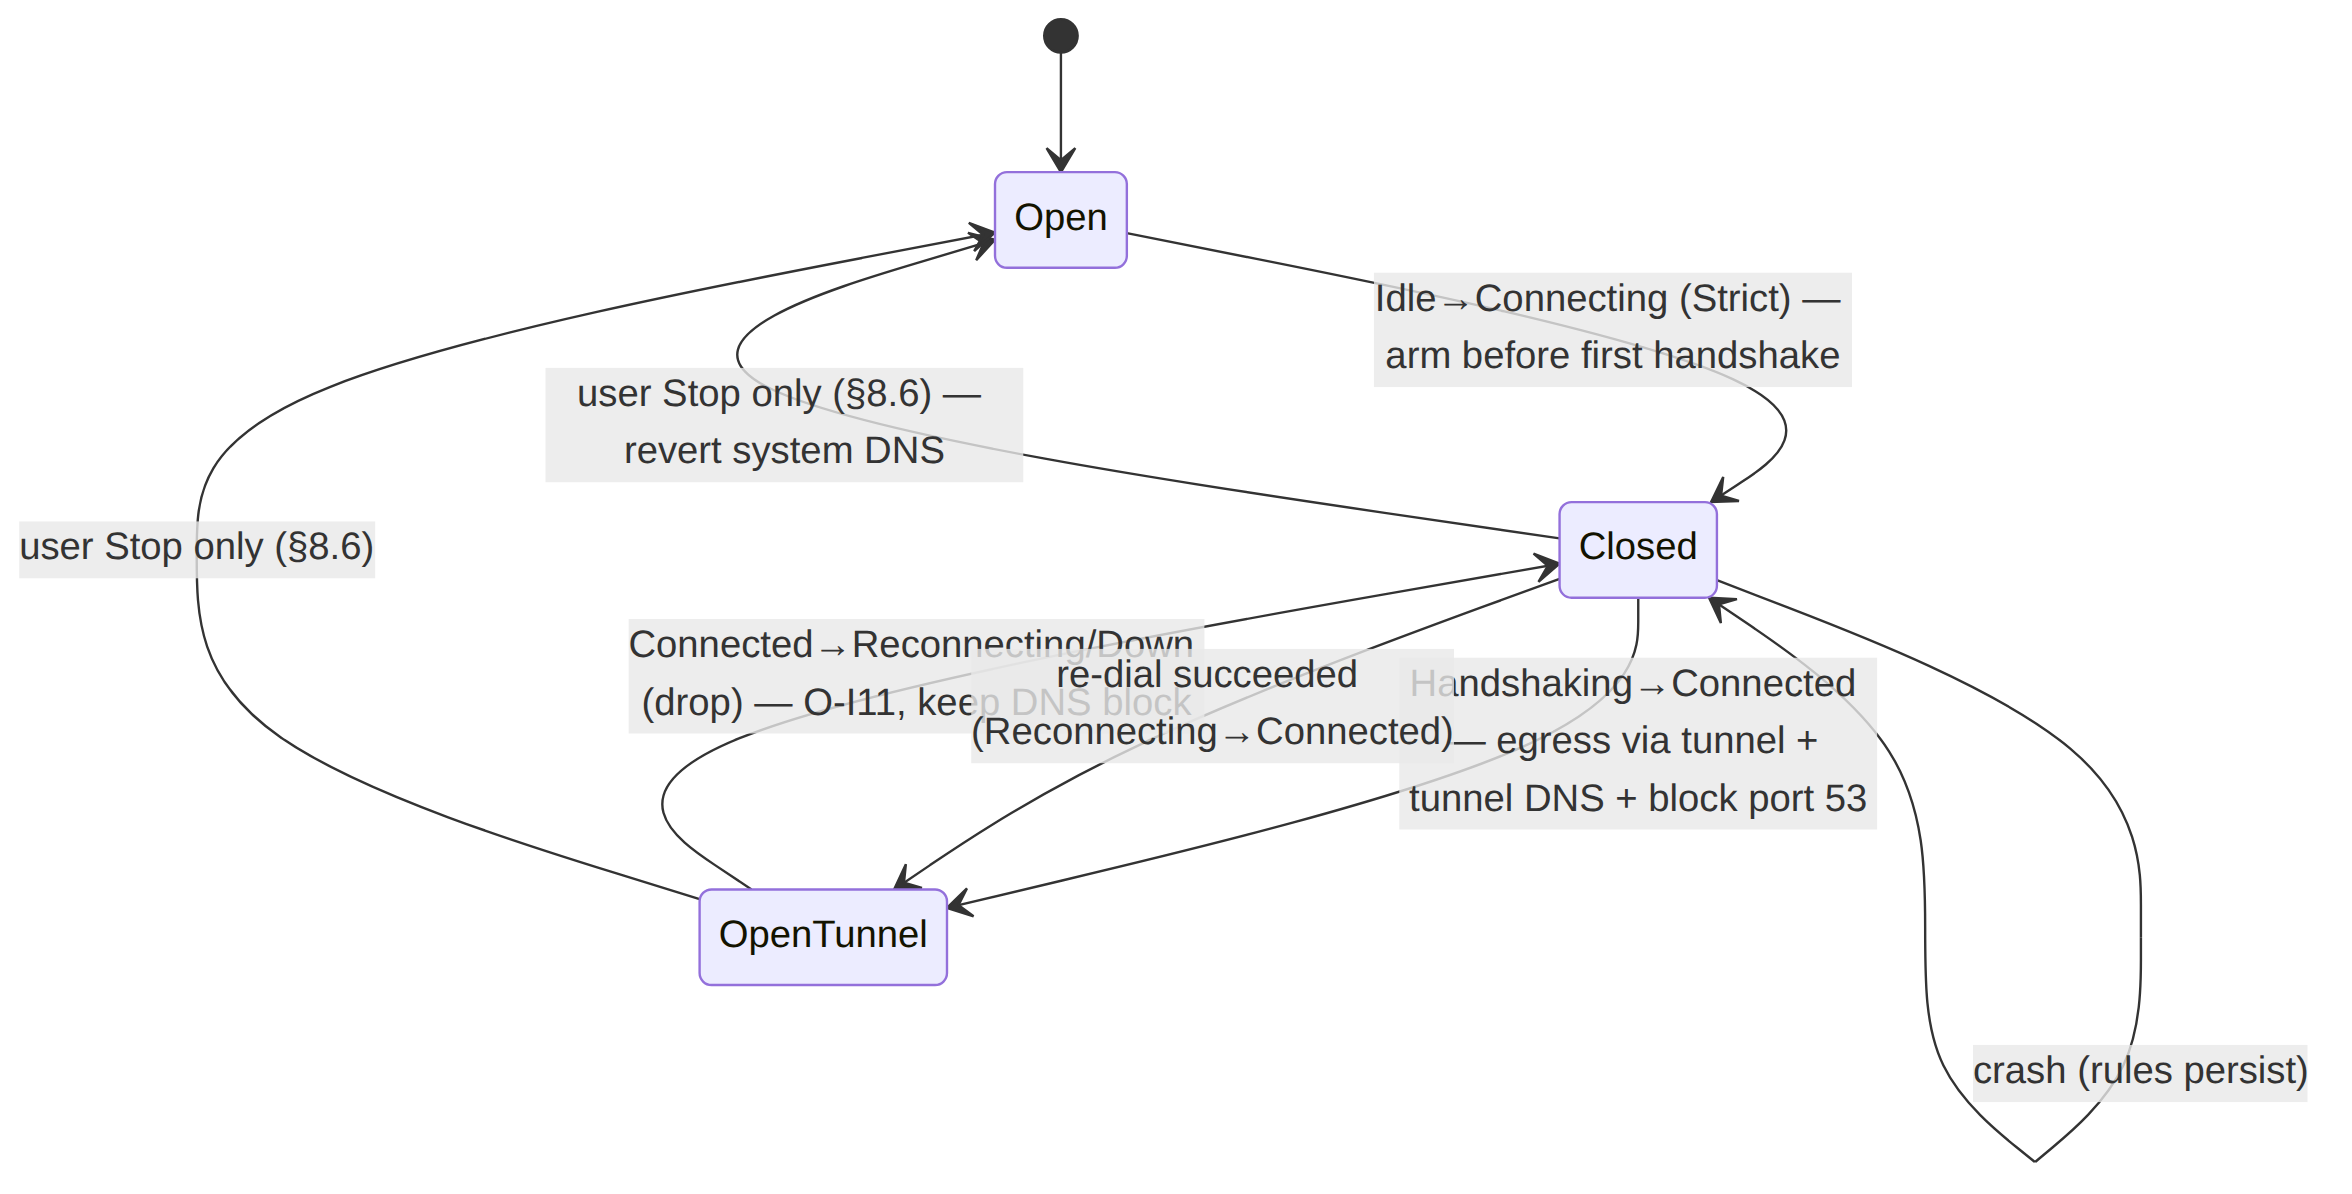 Open
Idle→Connecting (Strict) —
arm before first handshake
user Stop only (§8.6) —
revert system DNS
user Stop only (§8.6)
Closed
Connected→Reconnecting/Down
(drop) — O-I11, keep DNS block
re-dial succeeded
(Reconnecting→Connected)
Handshaking→Connected
— egress via tunnel +
tunnel DNS + block port 53
OpenTunnel
crash (rules persist)